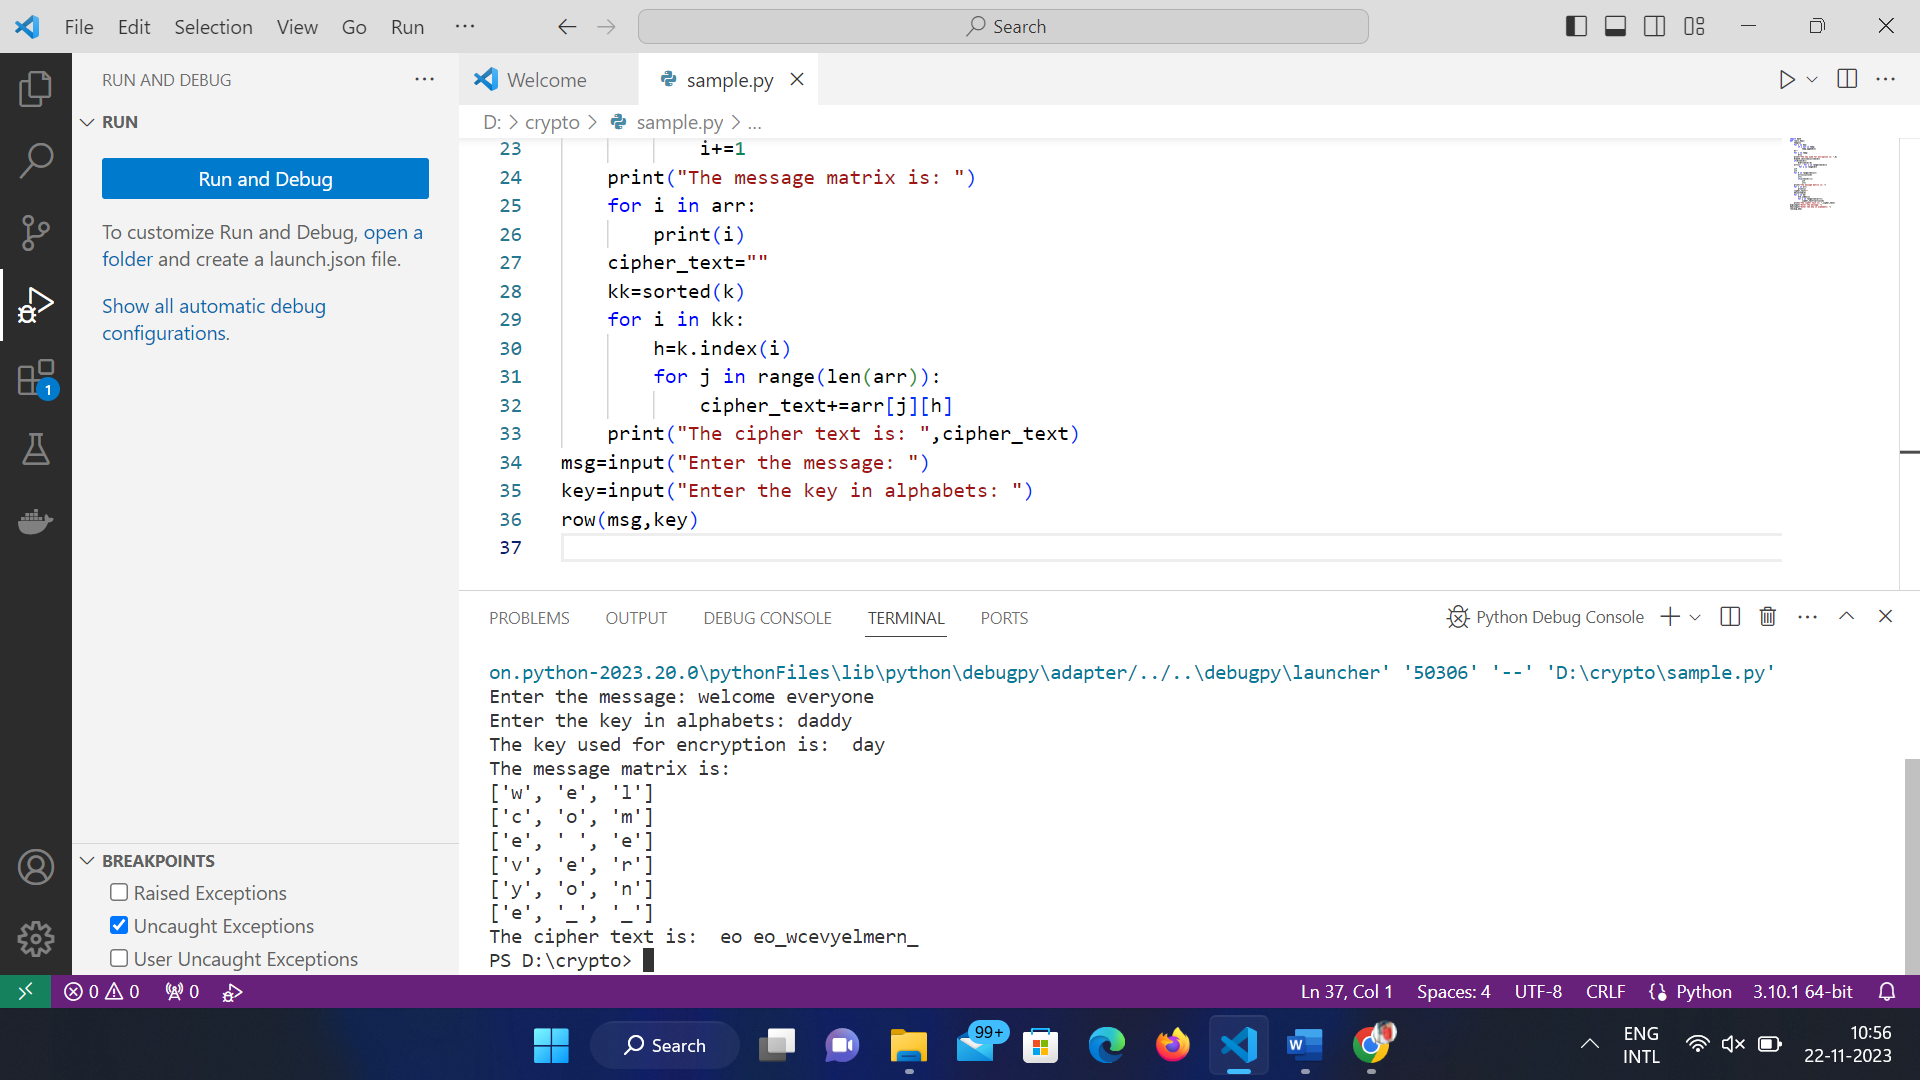 File Edit Selection View Go Run ··· Search
RUN AND DEBUG ···
RUN
Run and Debug
To customize Run and Debug, open a
folder and create a launch.json file.
Show all automatic debug
configurations.
1
BREAKPOINTS
Raised Exceptions
Uncaught Exceptions
User Uncaught Exceptions
Welcome sample.py
D: > crypto > sample.py > ...
23 i+=1
24 print("The message matrix is: ")
25 for i in arr:
26 print(i)
27 cipher_text=""
28 kk=sorted(k)
29 for i in kk:
30 h=k.index(i)
31 for j in range(len(arr)):
32 cipher_text+=arr[j][h]
33 print("The cipher text is: ",cipher_text)
34 msg=input("Enter the message: ")
35 key=input("Enter the key in alphabets: ")
36 row(msg,key)
37
PROBLEMS OUTPUT DEBUG CONSOLE TERMINAL PORTS Python Debug Console
on.python-2023.20.0\pythonFiles\lib\python\debugpy\adapter/../..\debugpy\launcher' '50306' '--' 'D:\crypto\sample.py'
Enter the message: welcome everyone
Enter the key in alphabets: daddy
The key used for encryption is:  day
The message matrix is:
['w', 'e', 'l']
['c', 'o', 'm']
['e', ' ', 'e']
['v', 'e', 'r']
['y', 'o', 'n']
['e', '_', '_']
The cipher text is:  eo eo_wcevyelmern_
PS D:\crypto>
0 0 0 Ln 37, Col 1 Spaces: 4 UTF-8 CRLF Python 3.10.1 64-bit
Search 99+ W ENG
INTL
10:56
22-11-2023